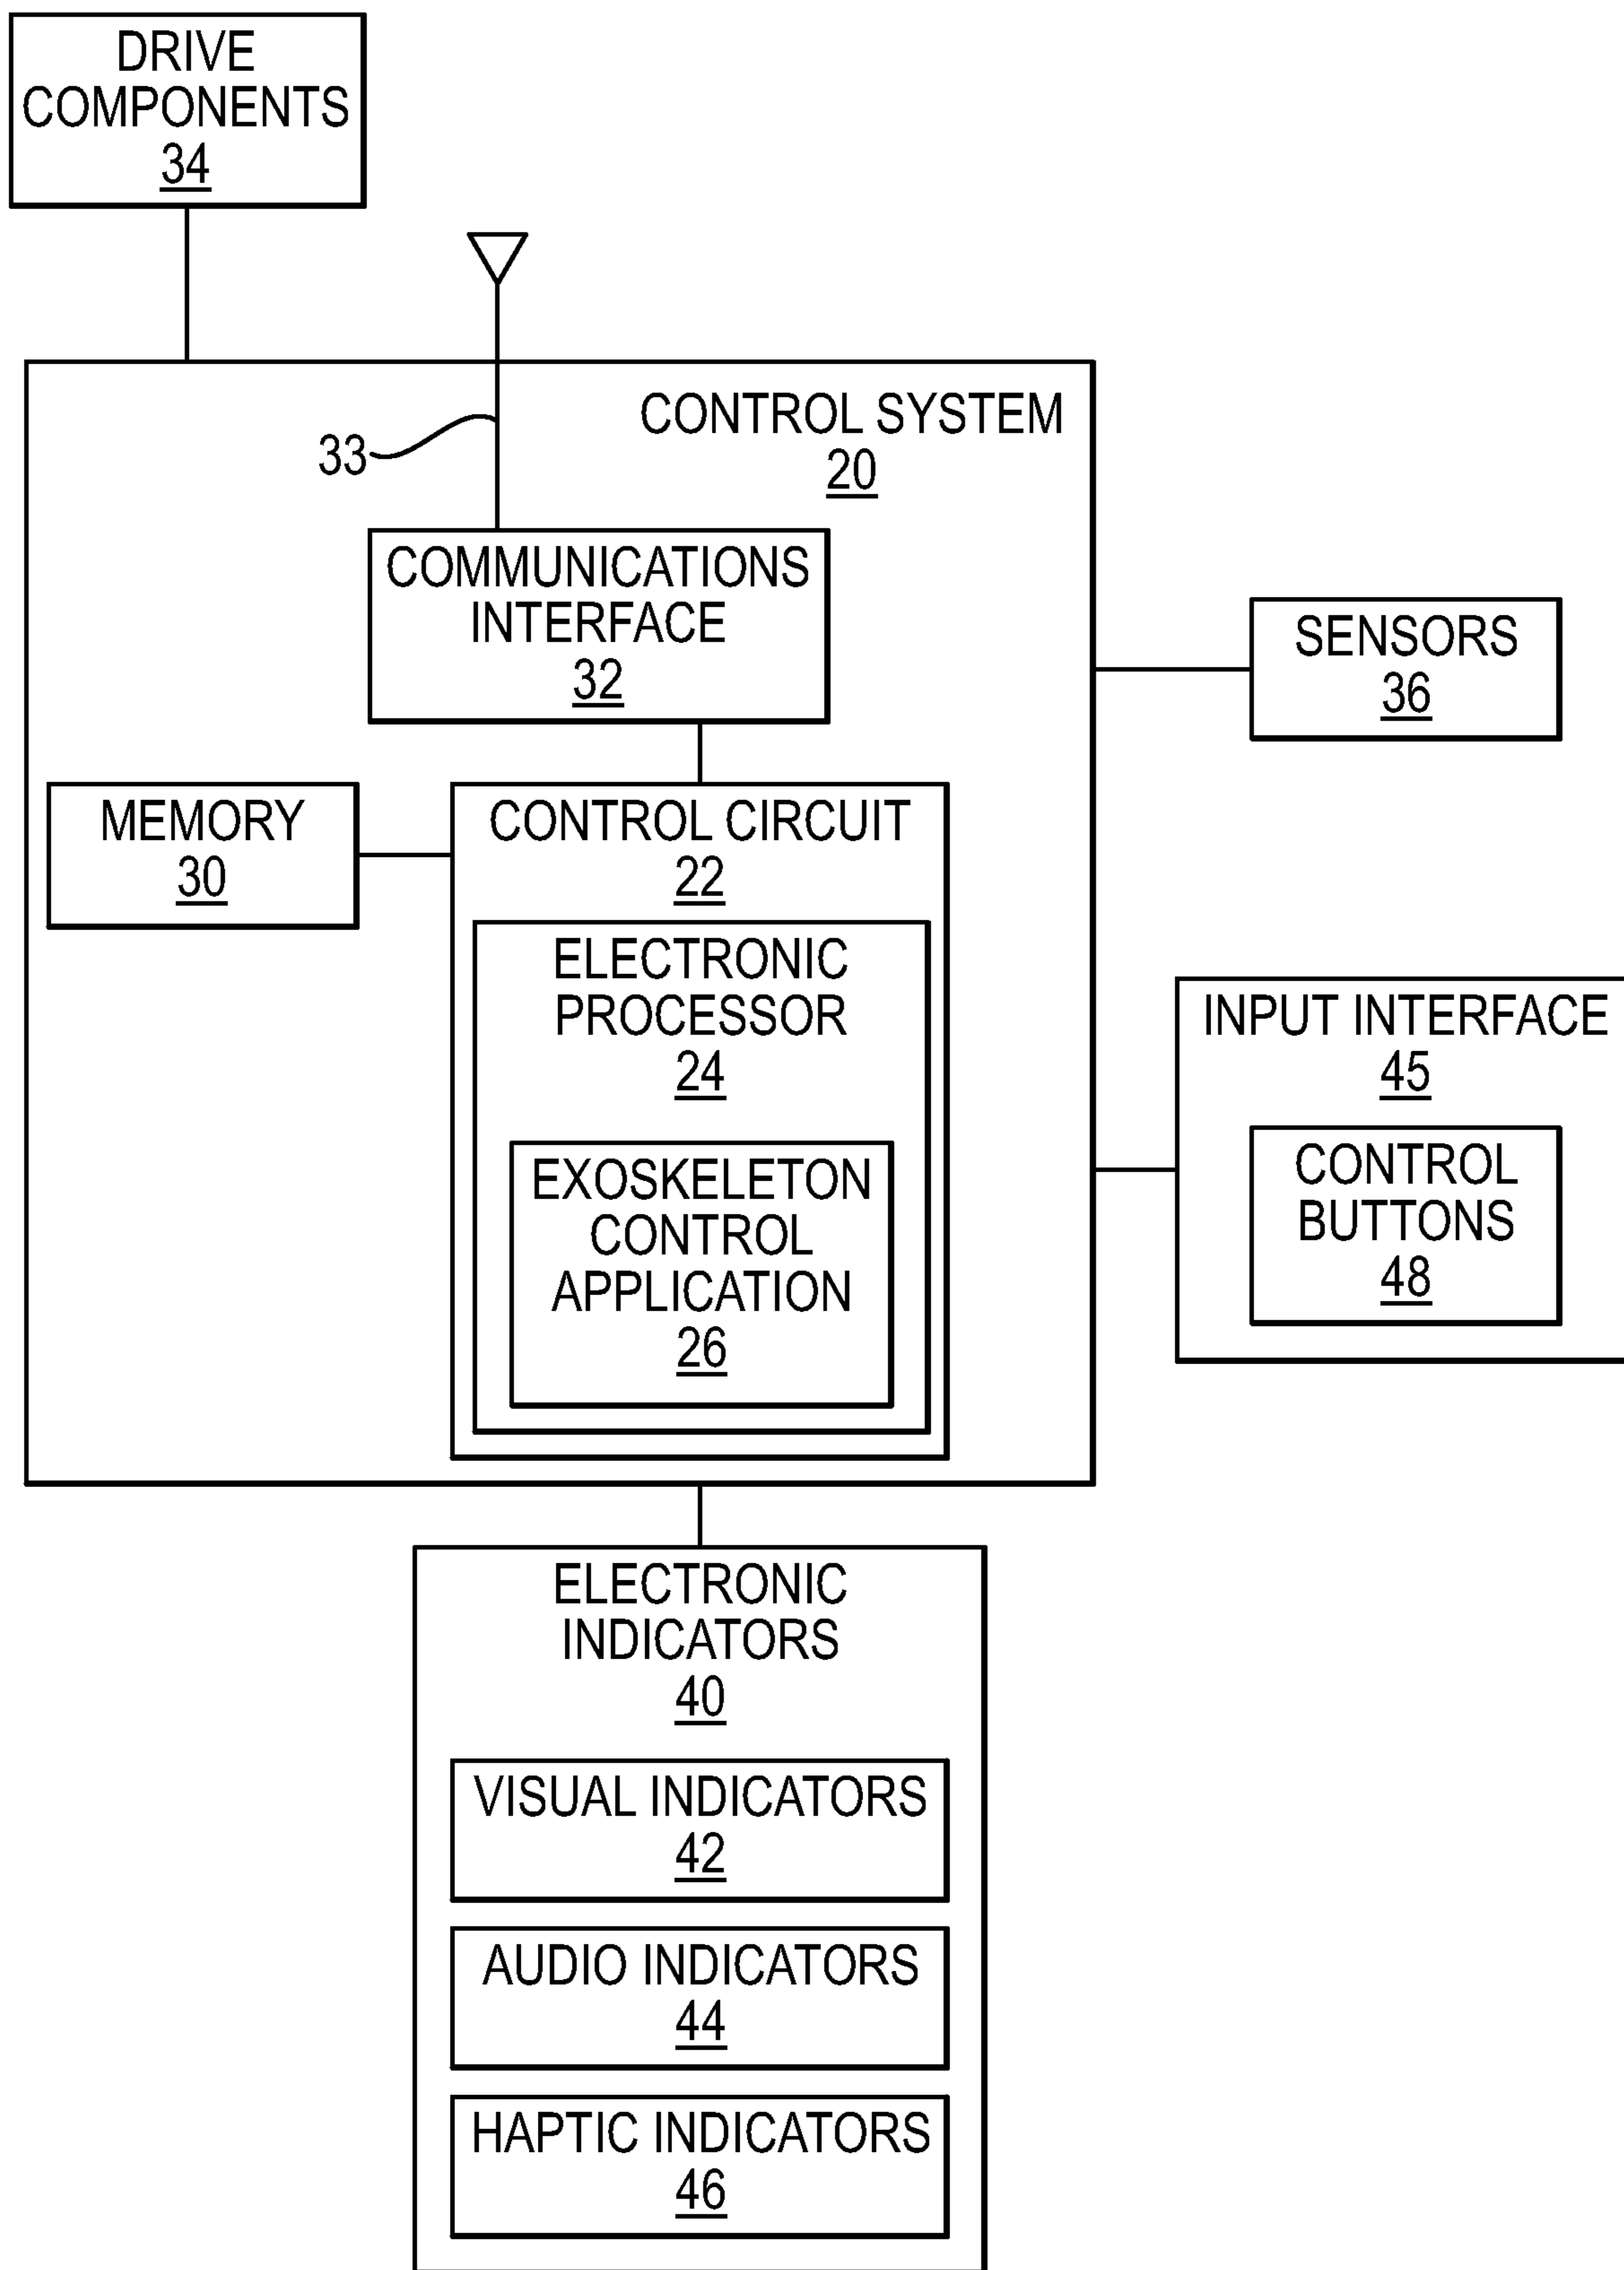 DRIVE
COMPONENTS
34
CONTROL SYSTEM
20
33
COMMUNICATIONS
INTERFACE
32
SENSORS
36
MEMORY
30
CONTROL CIRCUIT
22
ELECTRONIC
PROCESSOR
24
EXOSKELETON
CONTROL
APPLICATION
26
INPUT INTERFACE
45
CONTROL
BUTTONS
48
ELECTRONIC
INDICATORS
40
VISUAL INDICATORS
42
AUDIO INDICATORS
44
HAPTIC INDICATORS
46